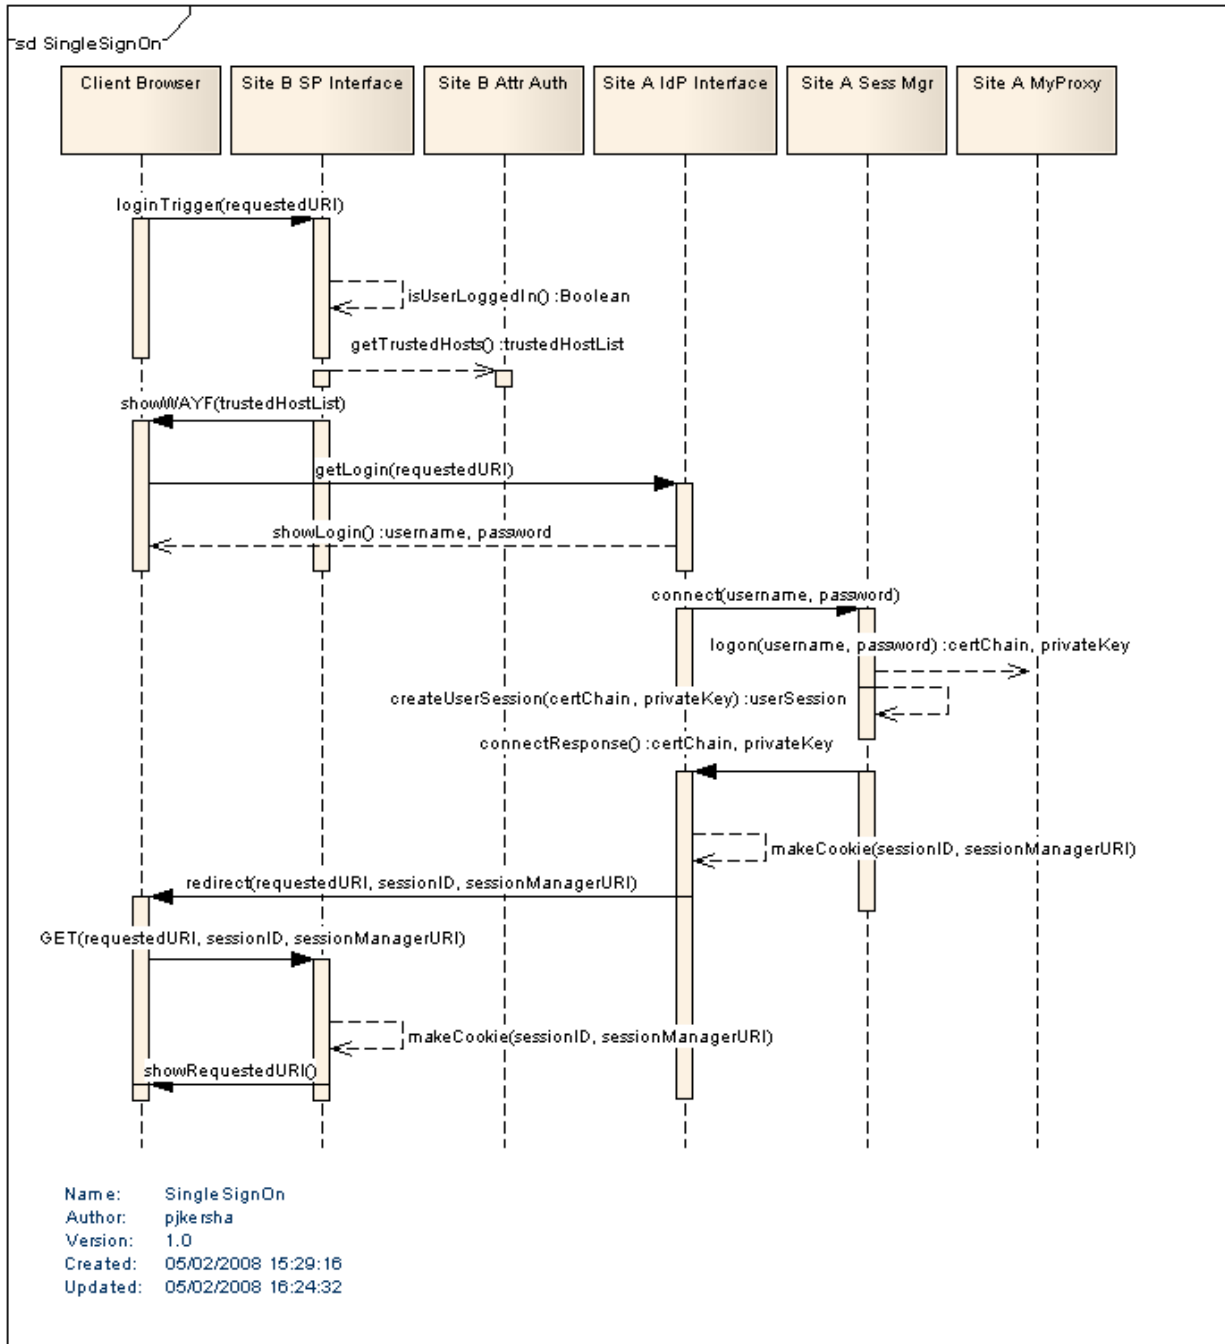 sd SingleSignOn
Client Browser
Site B SP Interface
Site B Attr Auth
Site A IdP Interface
Site A Sess Mgr
Site A MyProxy
loginTrigger(requestedURI)
isUserLoggedIn() :Boolean
getTrustedHosts() :trustedHostList
showWAYF(trustedHostList)
getLogin(requestedURI)
showLogin() :username, password
connect(username, password)
logon(username, password) :certChain, privateKey
createUserSession(certChain, privateKey) :userSession
connectResponse() :certChain, privateKey
makeCookie(sessionID, sessionManagerURI)
redirect(requestedURI, sessionID, sessionManagerURI)
GET(requestedURI, sessionID, sessionManagerURI)
makeCookie(sessionID, sessionManagerURI)
showRequestedURI()
Name: SingleSignOn
Author: pjkersha
Version: 1.0
Created: 05/02/2008 15:29:16
Updated: 05/02/2008 16:24:32